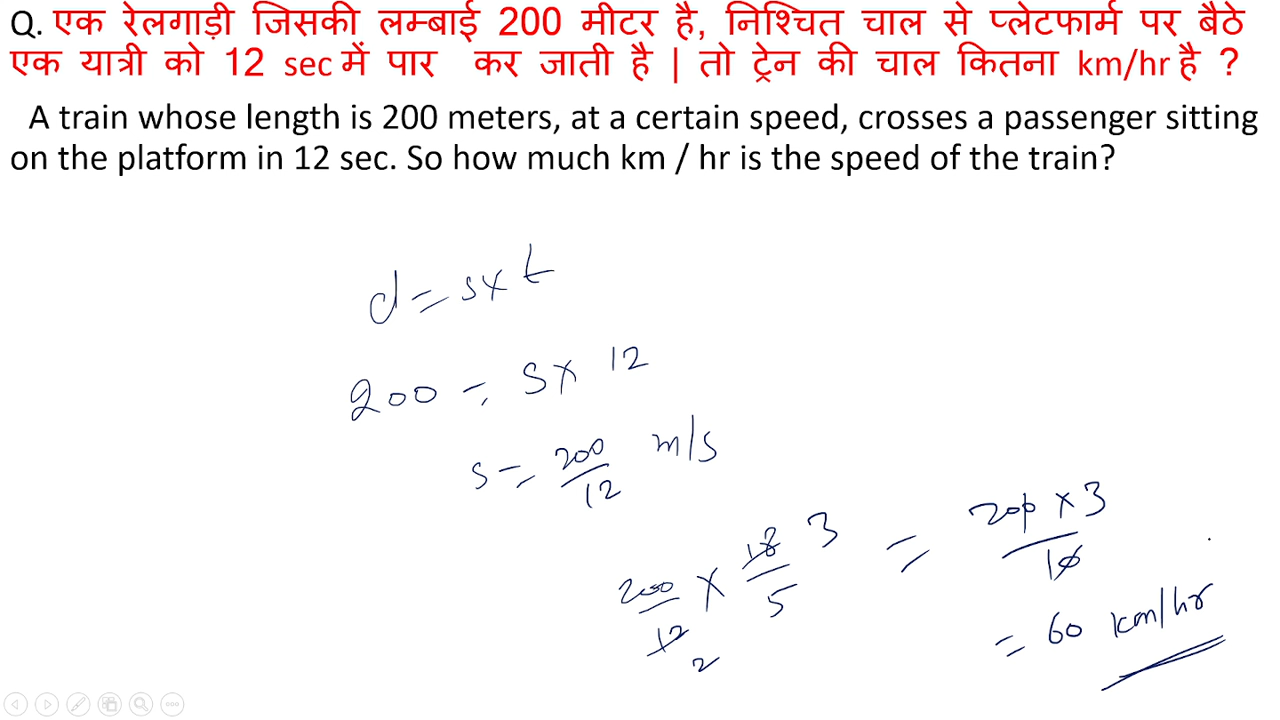 Q. एक रेलगाड़ी जिसकी लम्बाई 200 मीटर है, निश्चित चाल से प्लेटफार्म पर बैठे
एक यात्री को 12 sec में पार कर जाती है | तो ट्रेन की चाल कितना km/hr है ?
A train whose length is 200 meters, at a certain speed, crosses a passenger sitting
on the platform in 12 sec. So how much km / hr is the speed of the train?
d = s x t
200 = s x 12
s = 200/12 m/s
200/12 2 x 18/5 3 = 200 x 3/10
= 60 km/hr